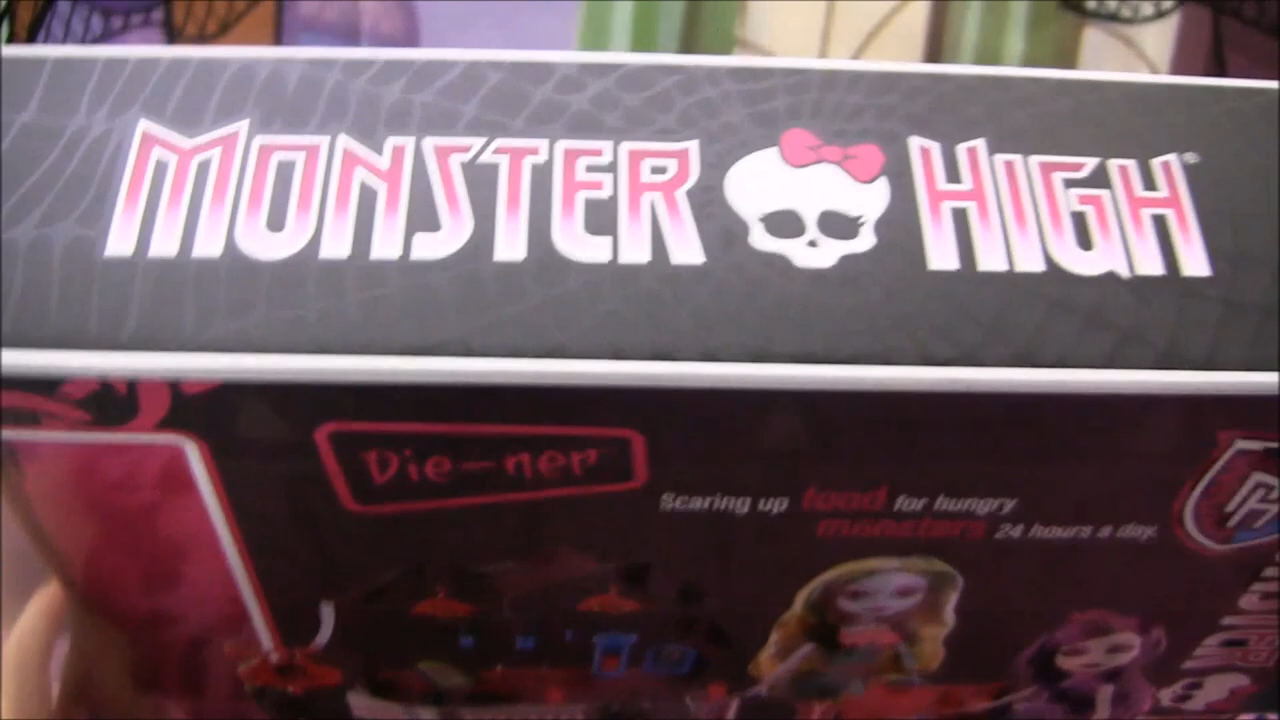 MONSTER HIGH
Die-ner
Scaring up food for hungry
monsters 24 hours a day.